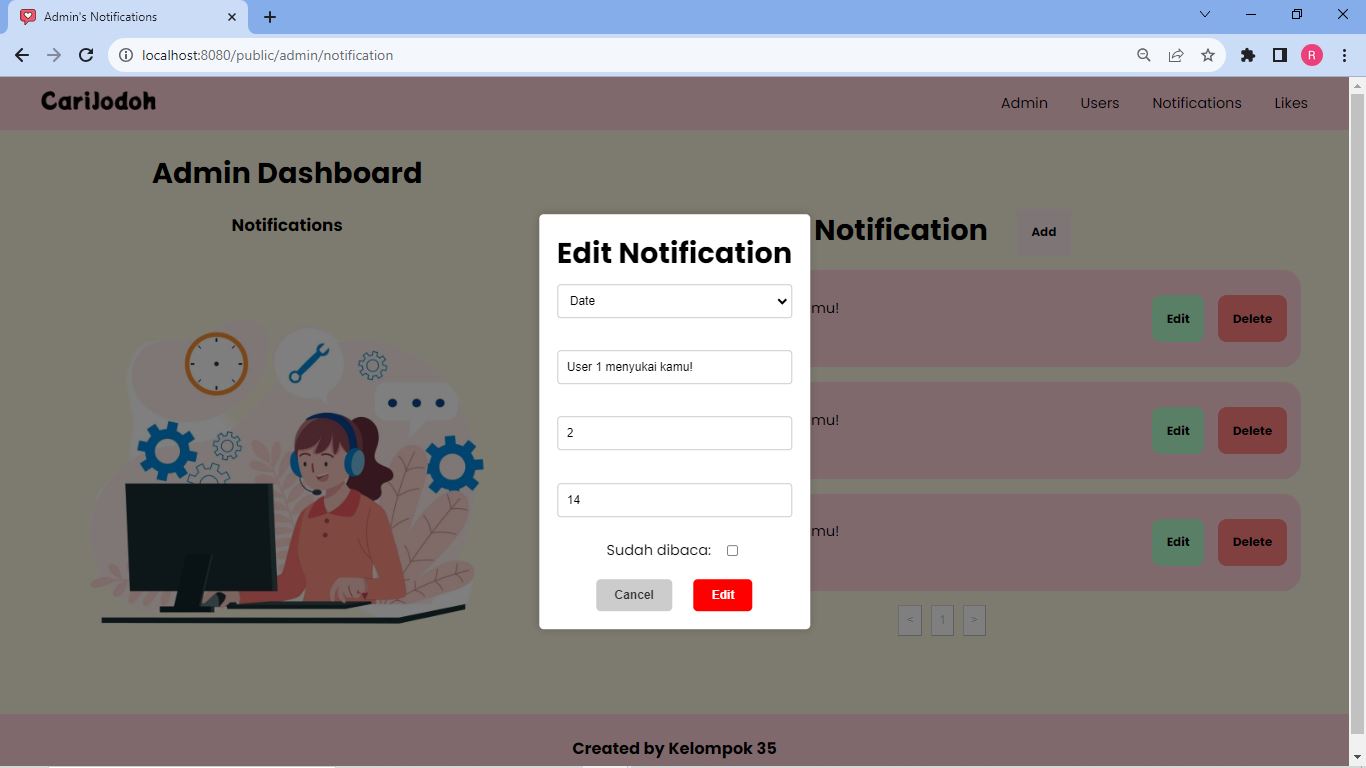 Admin's Notifications
localhost:8080/public/admin/notification
R
CariJodoh
Admin Users Notifications Likes
Admin Dashboard
Notifications
Notification
Add
mu!
Edit Delete
mu!
Edit Delete
mu!
Edit Delete
< 1 >
Edit Notification
Date
User 1 menyukai kamu!
2
14
Sudah dibaca:
Cancel Edit
Created by Kelompok 35